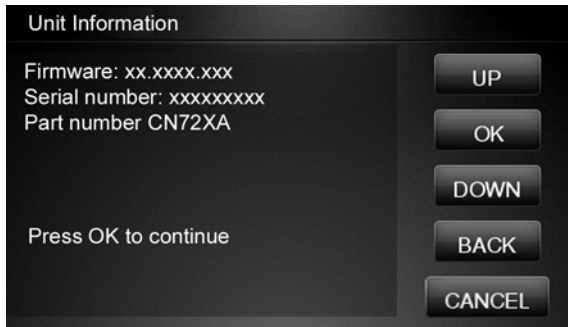 Unit Information
Firmware: xx.xxxx.xxx
Serial number: xxxxxxxxx
Part number CN72XA
Press OK to continue
UP
OK
DOWN
BACK
CANCEL